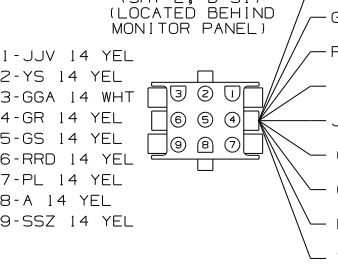 (LOCATED BEHIND
MONITOR PANEL)
1-JJV 14 YEL
2-YS 14 YEL
3-GGA 14 WHT
4-GR 14 YEL
5-GS 14 YEL
6-RRD 14 YEL
7-PL 14 YEL
8-A 14 YEL
9-SSZ 14 YEL
3 2 1
6 5 4
9 8 7